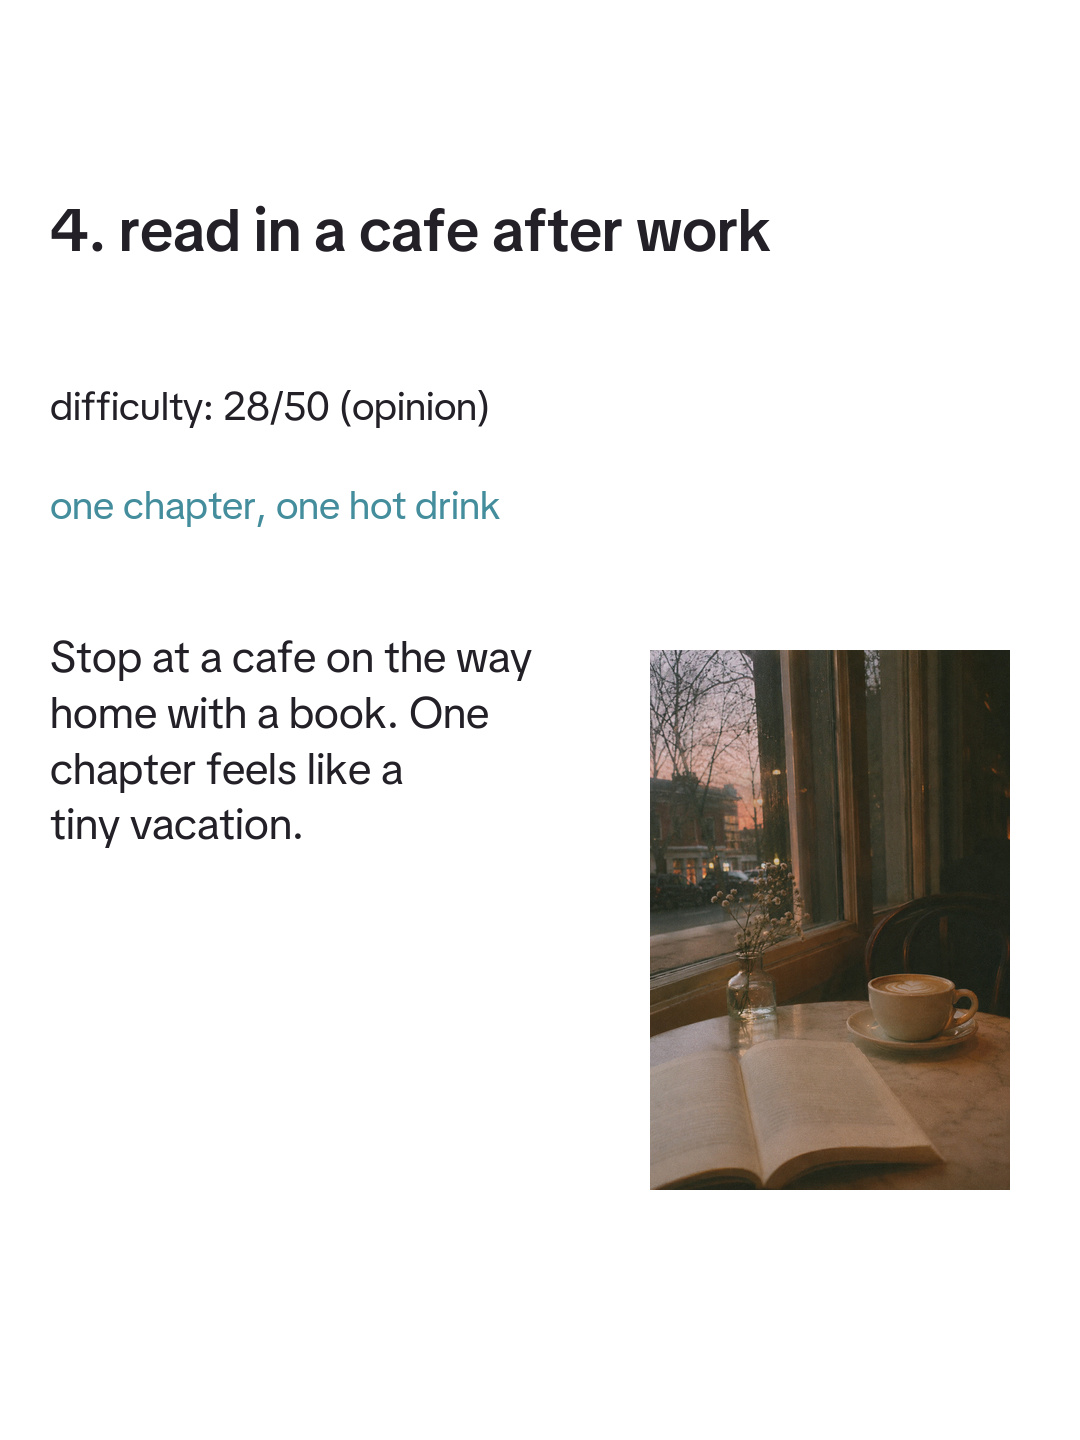 4. read in a cafe after work
difficulty: 28/50 (opinion)
one chapter, one hot drink
Stop at a cafe on the way
home with a book. One
chapter feels like a
tiny vacation.